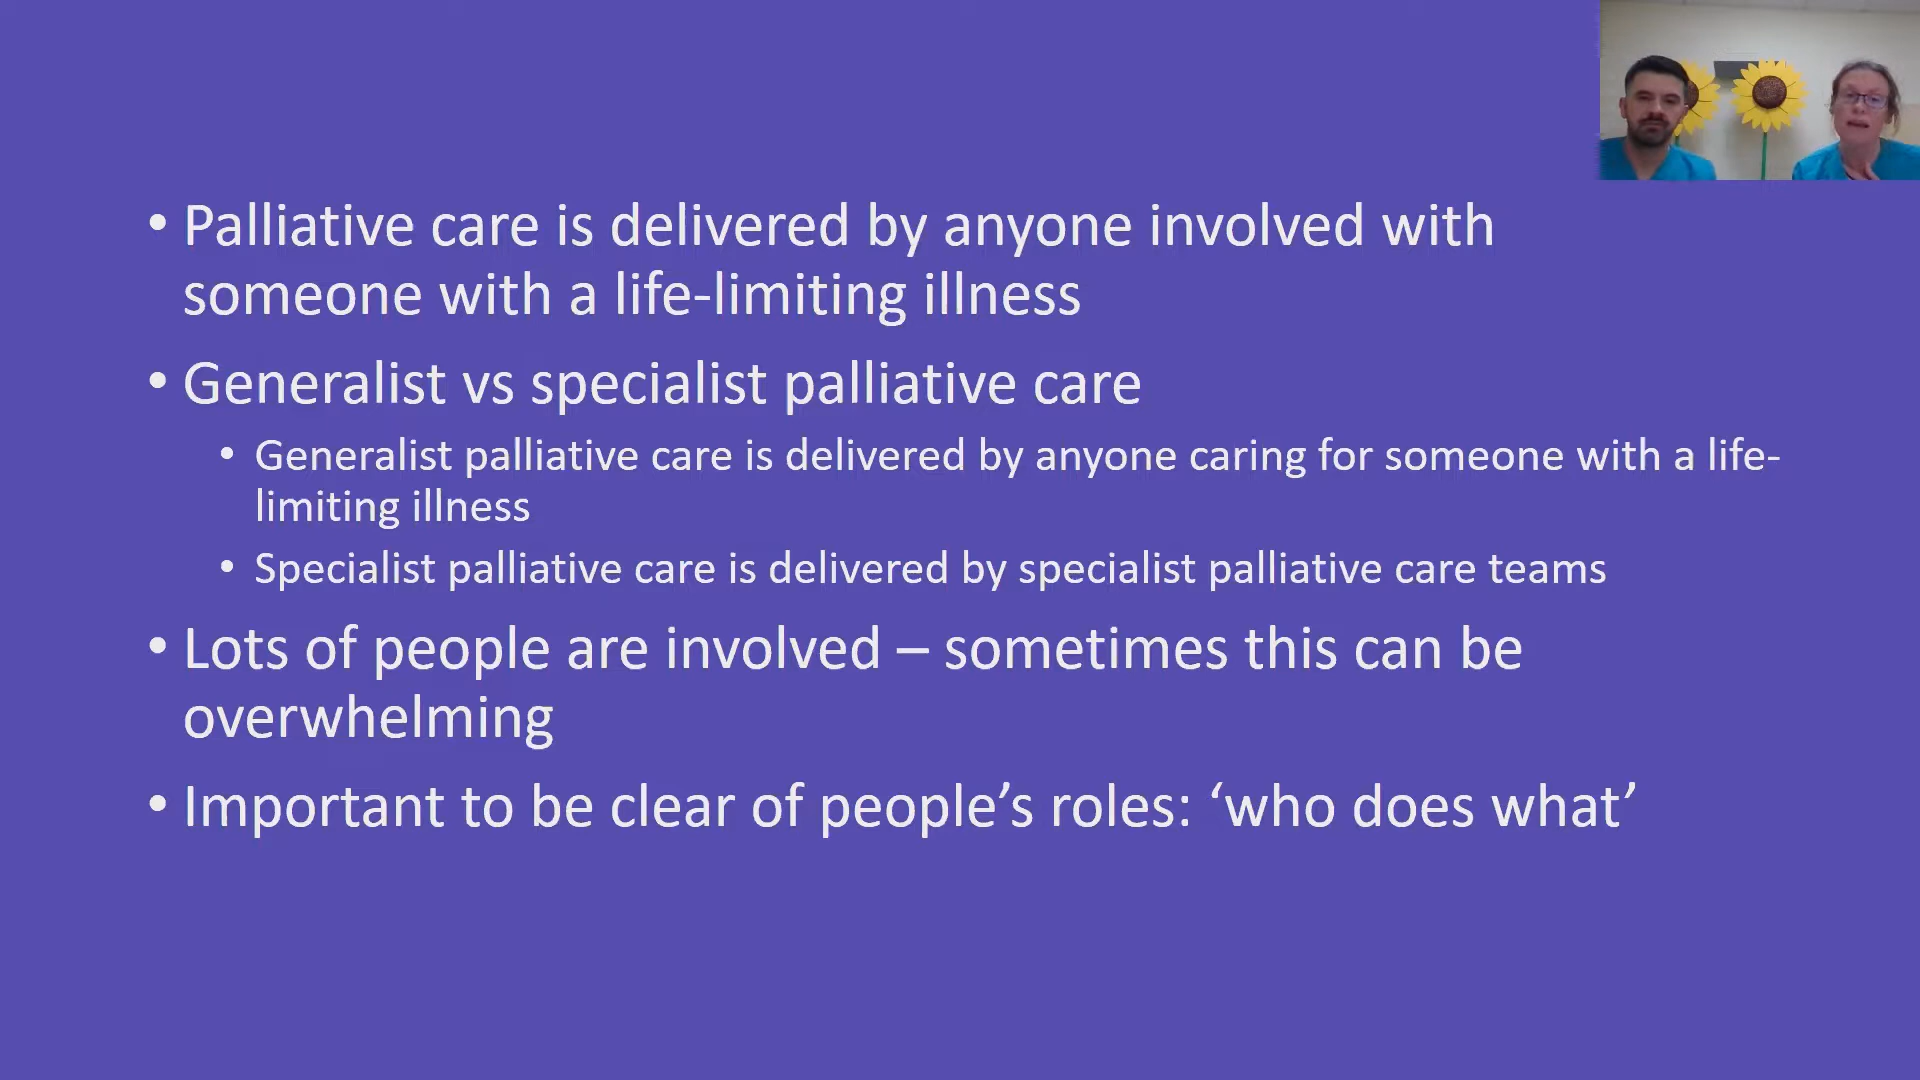 • Palliative care is delivered by anyone involved with
someone with a life-limiting illness
• Generalist vs specialist palliative care
• Generalist palliative care is delivered by anyone caring for someone with a life-
limiting illness
• Specialist palliative care is delivered by specialist palliative care teams
• Lots of people are involved – sometimes this can be
overwhelming
• Important to be clear of people’s roles: ‘who does what’